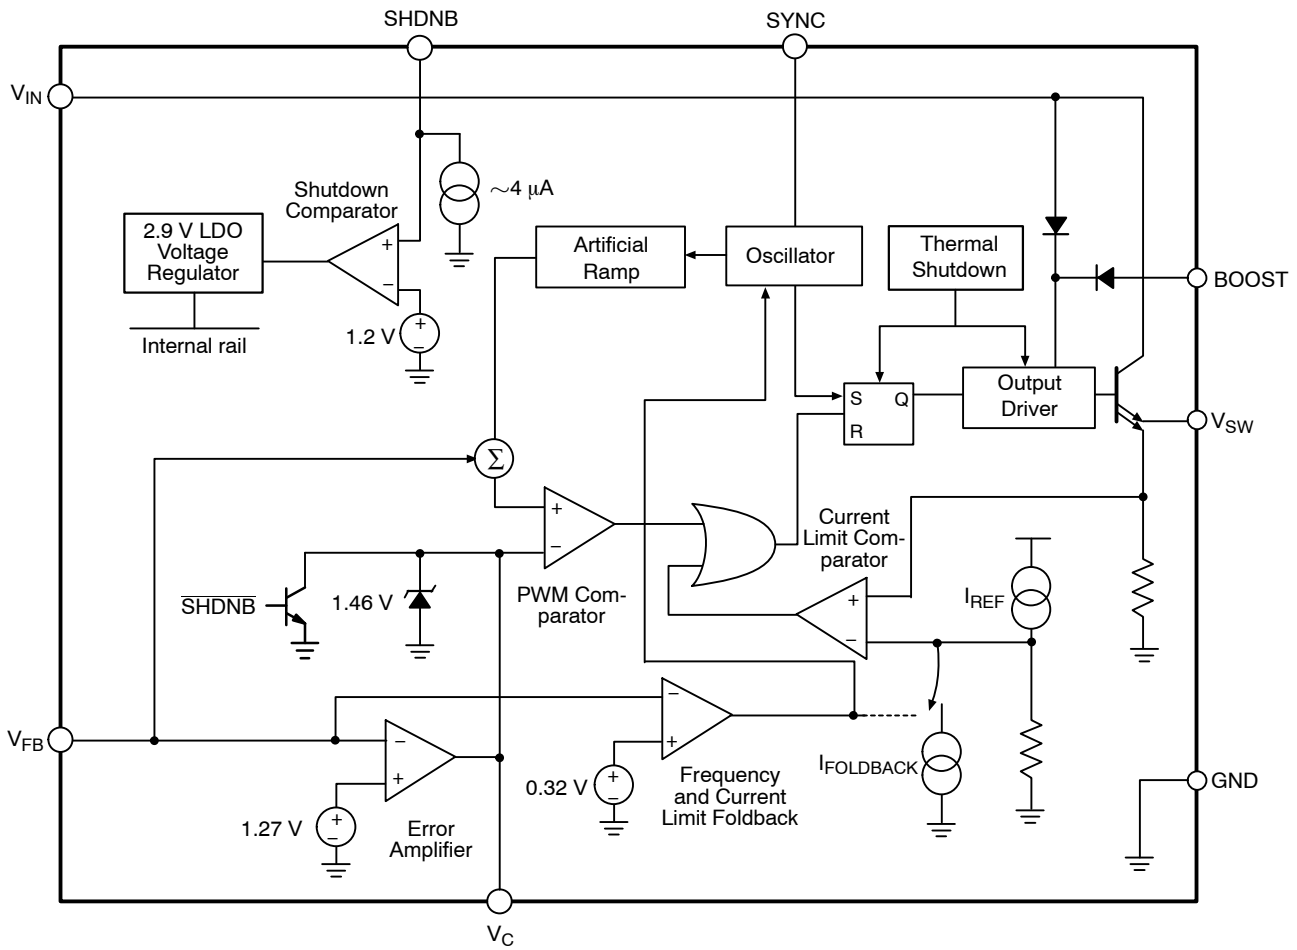 SHDNB
SYNC
V_IN
Shutdown
Comparator
~4 μA
2.9 V LDO
Voltage
Regulator
+
−
Artificial
Ramp
Oscillator
Thermal
Shutdown
BOOST
1.2 V
+
−
Internal rail
S
Q
R
Output
Driver
V_SW
Σ
+
−
PWM Com-
parator
Current
Limit Com-
parator
+
−
I_REF
SHDNB
1.46 V
V_FB
−
+
Error
Amplifier
1.27 V
+
−
−
+
0.32 V
+
−
Frequency
and Current
Limit Foldback
I_FOLDBACK
GND
V_C